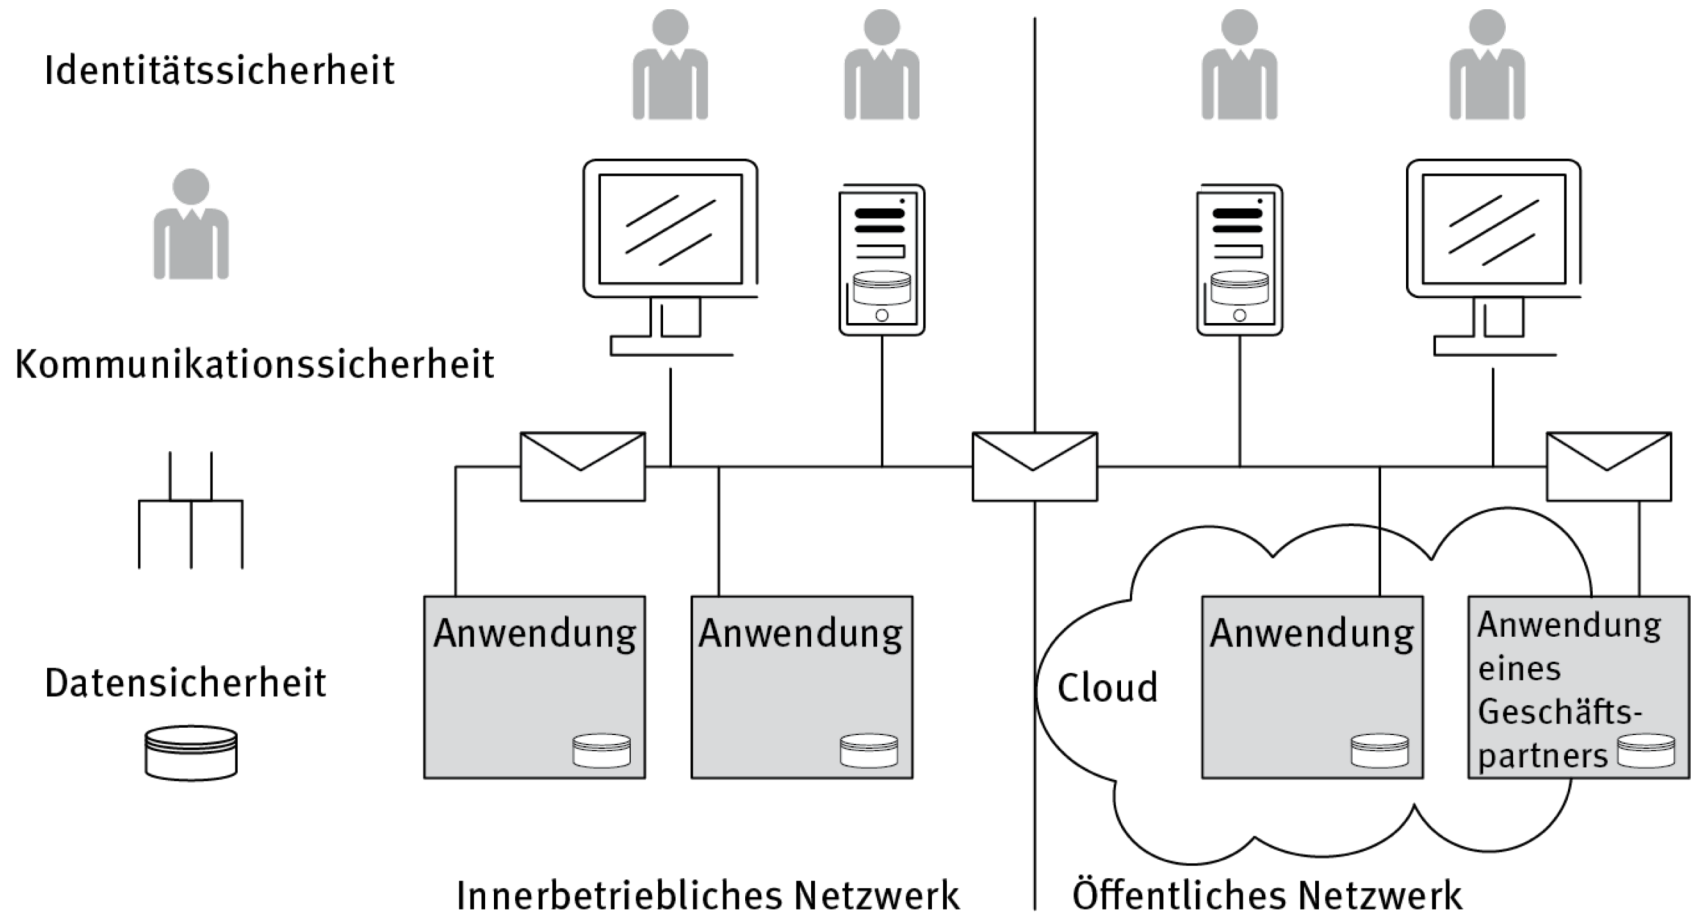 Identitätssicherheit
Kommunikationssicherheit
Datensicherheit
Anwendung
Anwendung
Cloud
Anwendung
Anwendung
eines
Geschäfts-
partners
Innerbetriebliches Netzwerk
Öffentliches Netzwerk